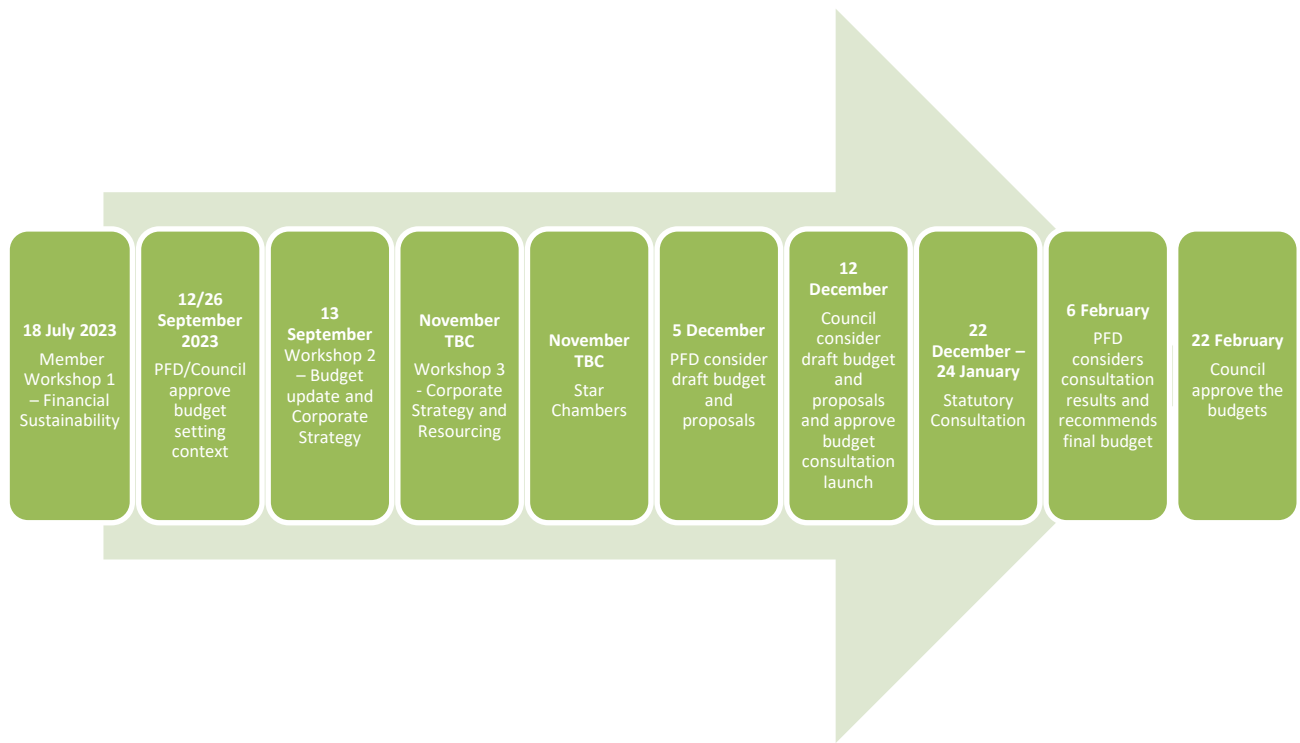 18 July 2023
Member
Workshop 1
– Financial
Sustainability
12/26
September
2023
PFD/Council
approve
budget
setting
context
13
September
Workshop 2
– Budget
update and
Corporate
Strategy
November
TBC
Workshop 3
- Corporate
Strategy and
Resourcing
November
TBC
Star
Chambers
5 December
PFD consider
draft budget
and
proposals
12
December
Council
consider
draft budget
and
proposals
and approve
budget
consultation
launch
22
December –
24 January
Statutory
Consultation
6 February
PFD
considers
consultation
results and
recommends
final budget
22 February
Council
approve the
budgets